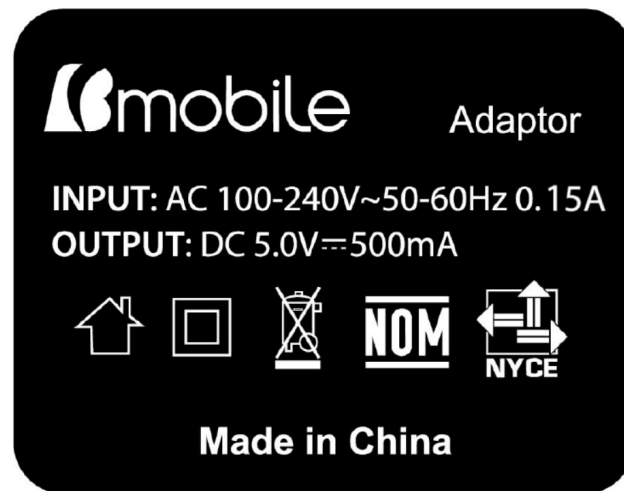 Bmobile Adaptor
INPUT: AC 100-240V~50-60Hz 0.15A
OUTPUT: DC 5.0V⎓500mA
NOM
NYCE
Made in China